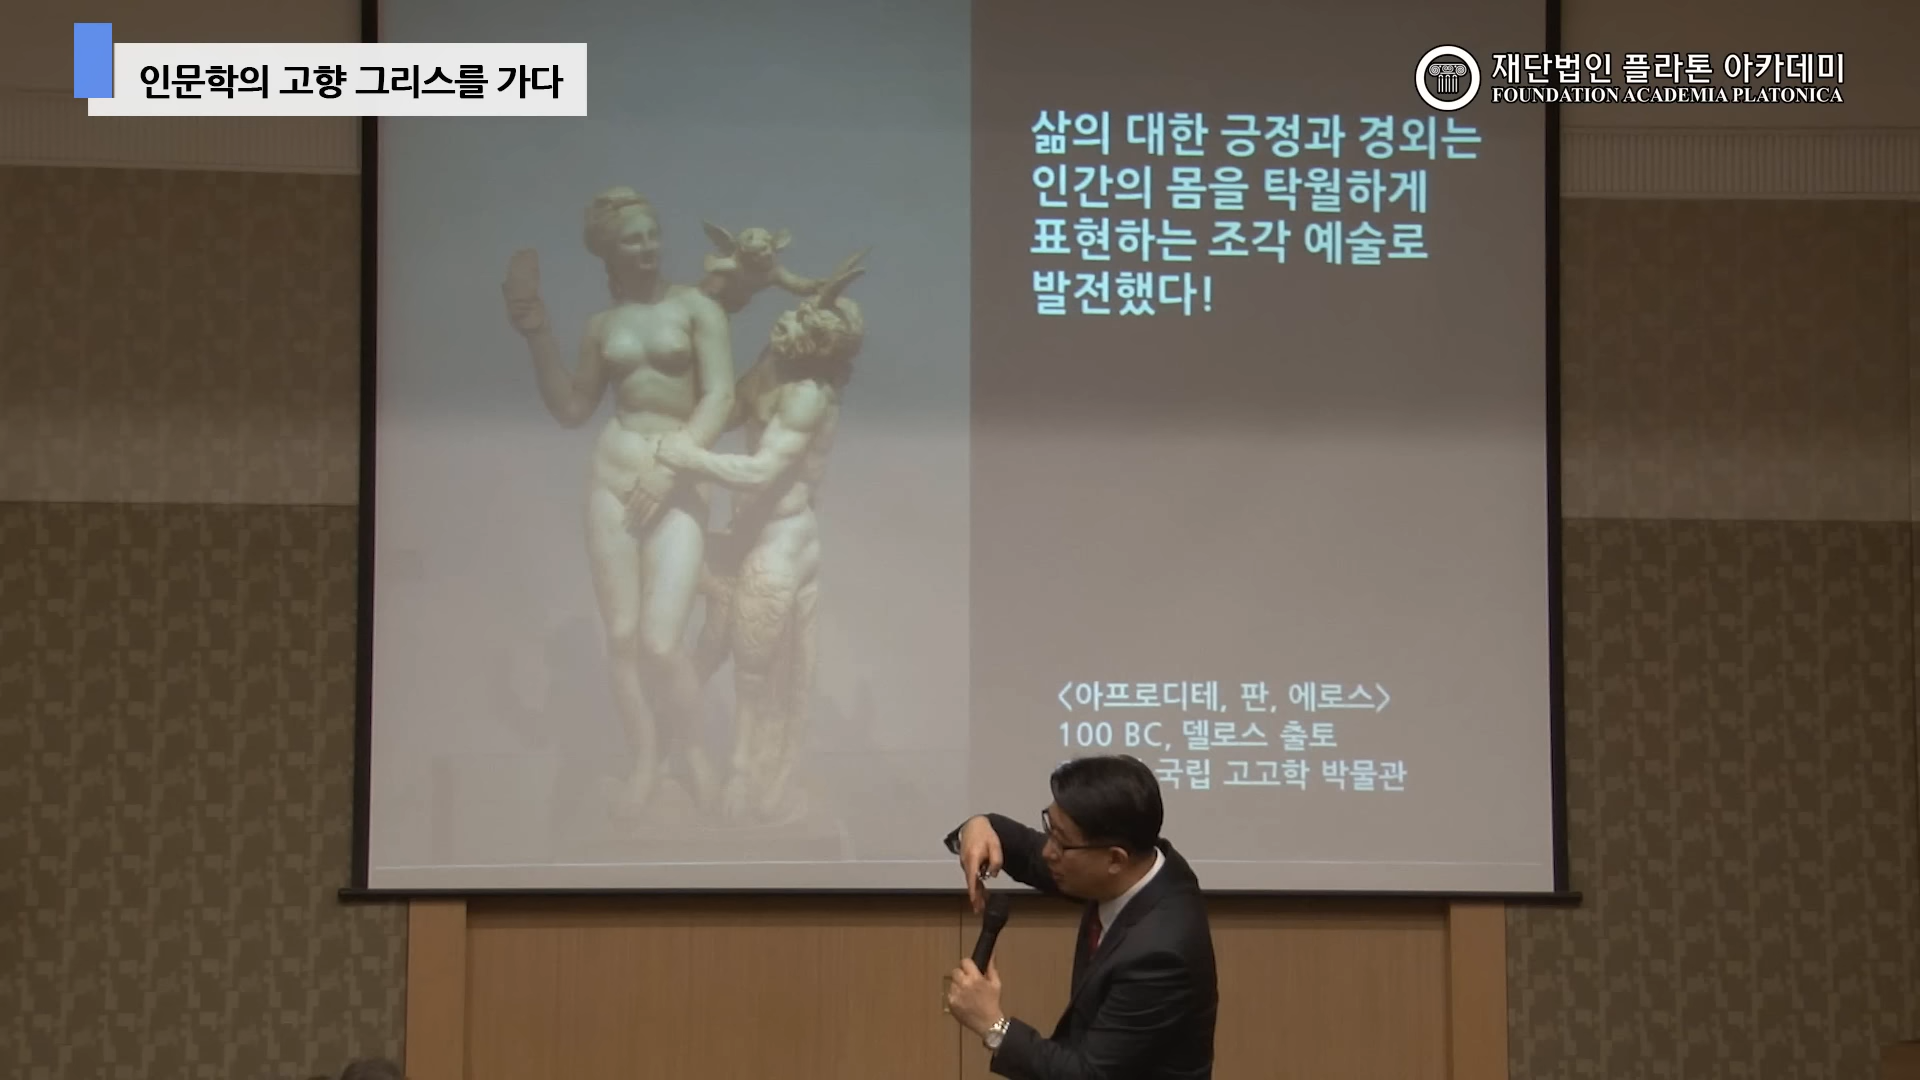 인문학의 고향 그리스를 가다
재단법인 플라톤 아카데미
FOUNDATION ACADEMIA PLATONICA
삶의 대한 긍정과 경외는
인간의 몸을 탁월하게
표현하는 조각 예술로
발전했다!
<아프로디테, 판, 에로스>
100 BC, 델로스 출토
국립 고고학 박물관